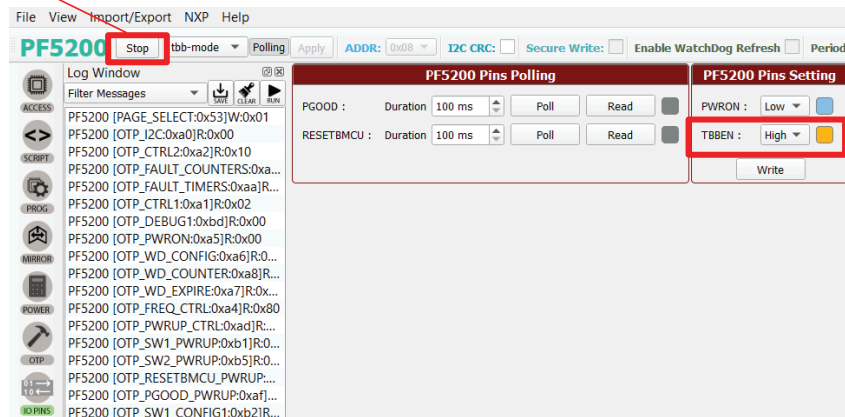 File View Import/Export NXP Help
PF5200 Stop tbb-mode Polling Apply ADDR: 0x08 I2C CRC: Secure Write: Enable WatchDog Refresh Period
Log Window
Filter Messages SAVE CLEAR RUN
PF5200 [PAGE_SELECT:0x53]W:0x01
PF5200 [OTP_I2C:0xa0]R:0x00
PF5200 [OTP_CTRL2:0xa2]R:0x10
PF5200 [OTP_FAULT_COUNTERS:0xa...
PF5200 [OTP_FAULT_TIMERS:0xaa]R...
PF5200 [OTP_CTRL1:0xa1]R:0x02
PF5200 [OTP_DEBUG1:0xbd]R:0x00
PF5200 [OTP_PWRON:0xa5]R:0x00
PF5200 [OTP_WD_CONFIG:0xa6]R:0...
PF5200 [OTP_WD_COUNTER:0xa8]R...
PF5200 [OTP_WD_EXPIRE:0xa7]R:0x...
PF5200 [OTP_FREQ_CTRL:0xa4]R:0x80
PF5200 [OTP_PWRUP_CTRL:0xad]R:...
PF5200 [OTP_SW1_PWRUP:0xb1]R:0...
PF5200 [OTP_SW2_PWRUP:0xb5]R:0...
PF5200 [OTP_RESETBMCU_PWRUP:...
PF5200 [OTP_PGOOD_PWRUP:0xaf]...
PF5200 [OTP_SW1_CONFIG1:0xb2]R...
ACCESS
SCRIPT
PROG
MIRROR
POWER
OTP
IO PINS
PF5200 Pins Polling
PGOOD : Duration 100 ms Poll Read
RESETBMCU : Duration 100 ms Poll Read
PF5200 Pins Setting
PWRON : Low
TBBEN : High
Write